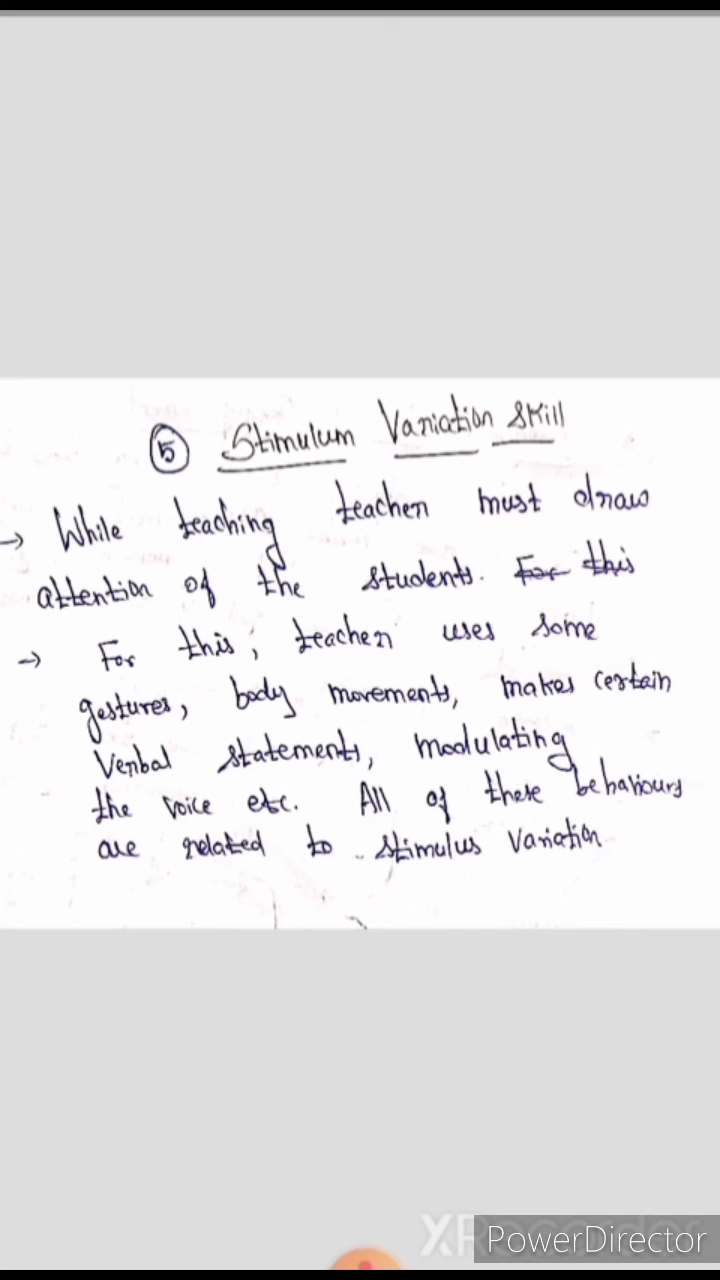 5 Stimulum Variation skill
→ While teaching teacher must draw
attention of the students. For this
→ For this, teacher uses some
gestures, body movements, makes certain
Verbal statements, modulating
the voice etc. All of these behaviours
are related to stimulus variation
PowerDirector